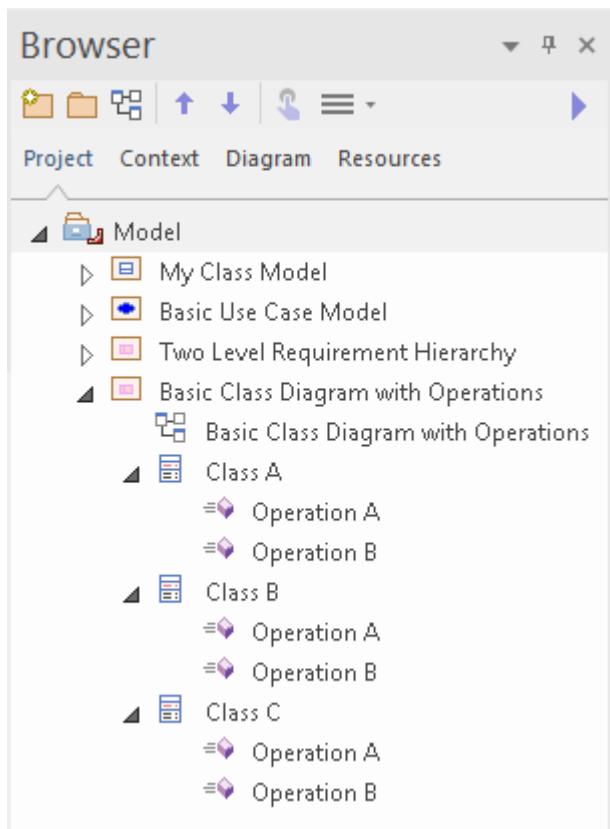 Browser
Project Context Diagram Resources
Model
My Class Model
Basic Use Case Model
Two Level Requirement Hierarchy
Basic Class Diagram with Operations
Basic Class Diagram with Operations
Class A
Operation A
Operation B
Class B
Operation A
Operation B
Class C
Operation A
Operation B